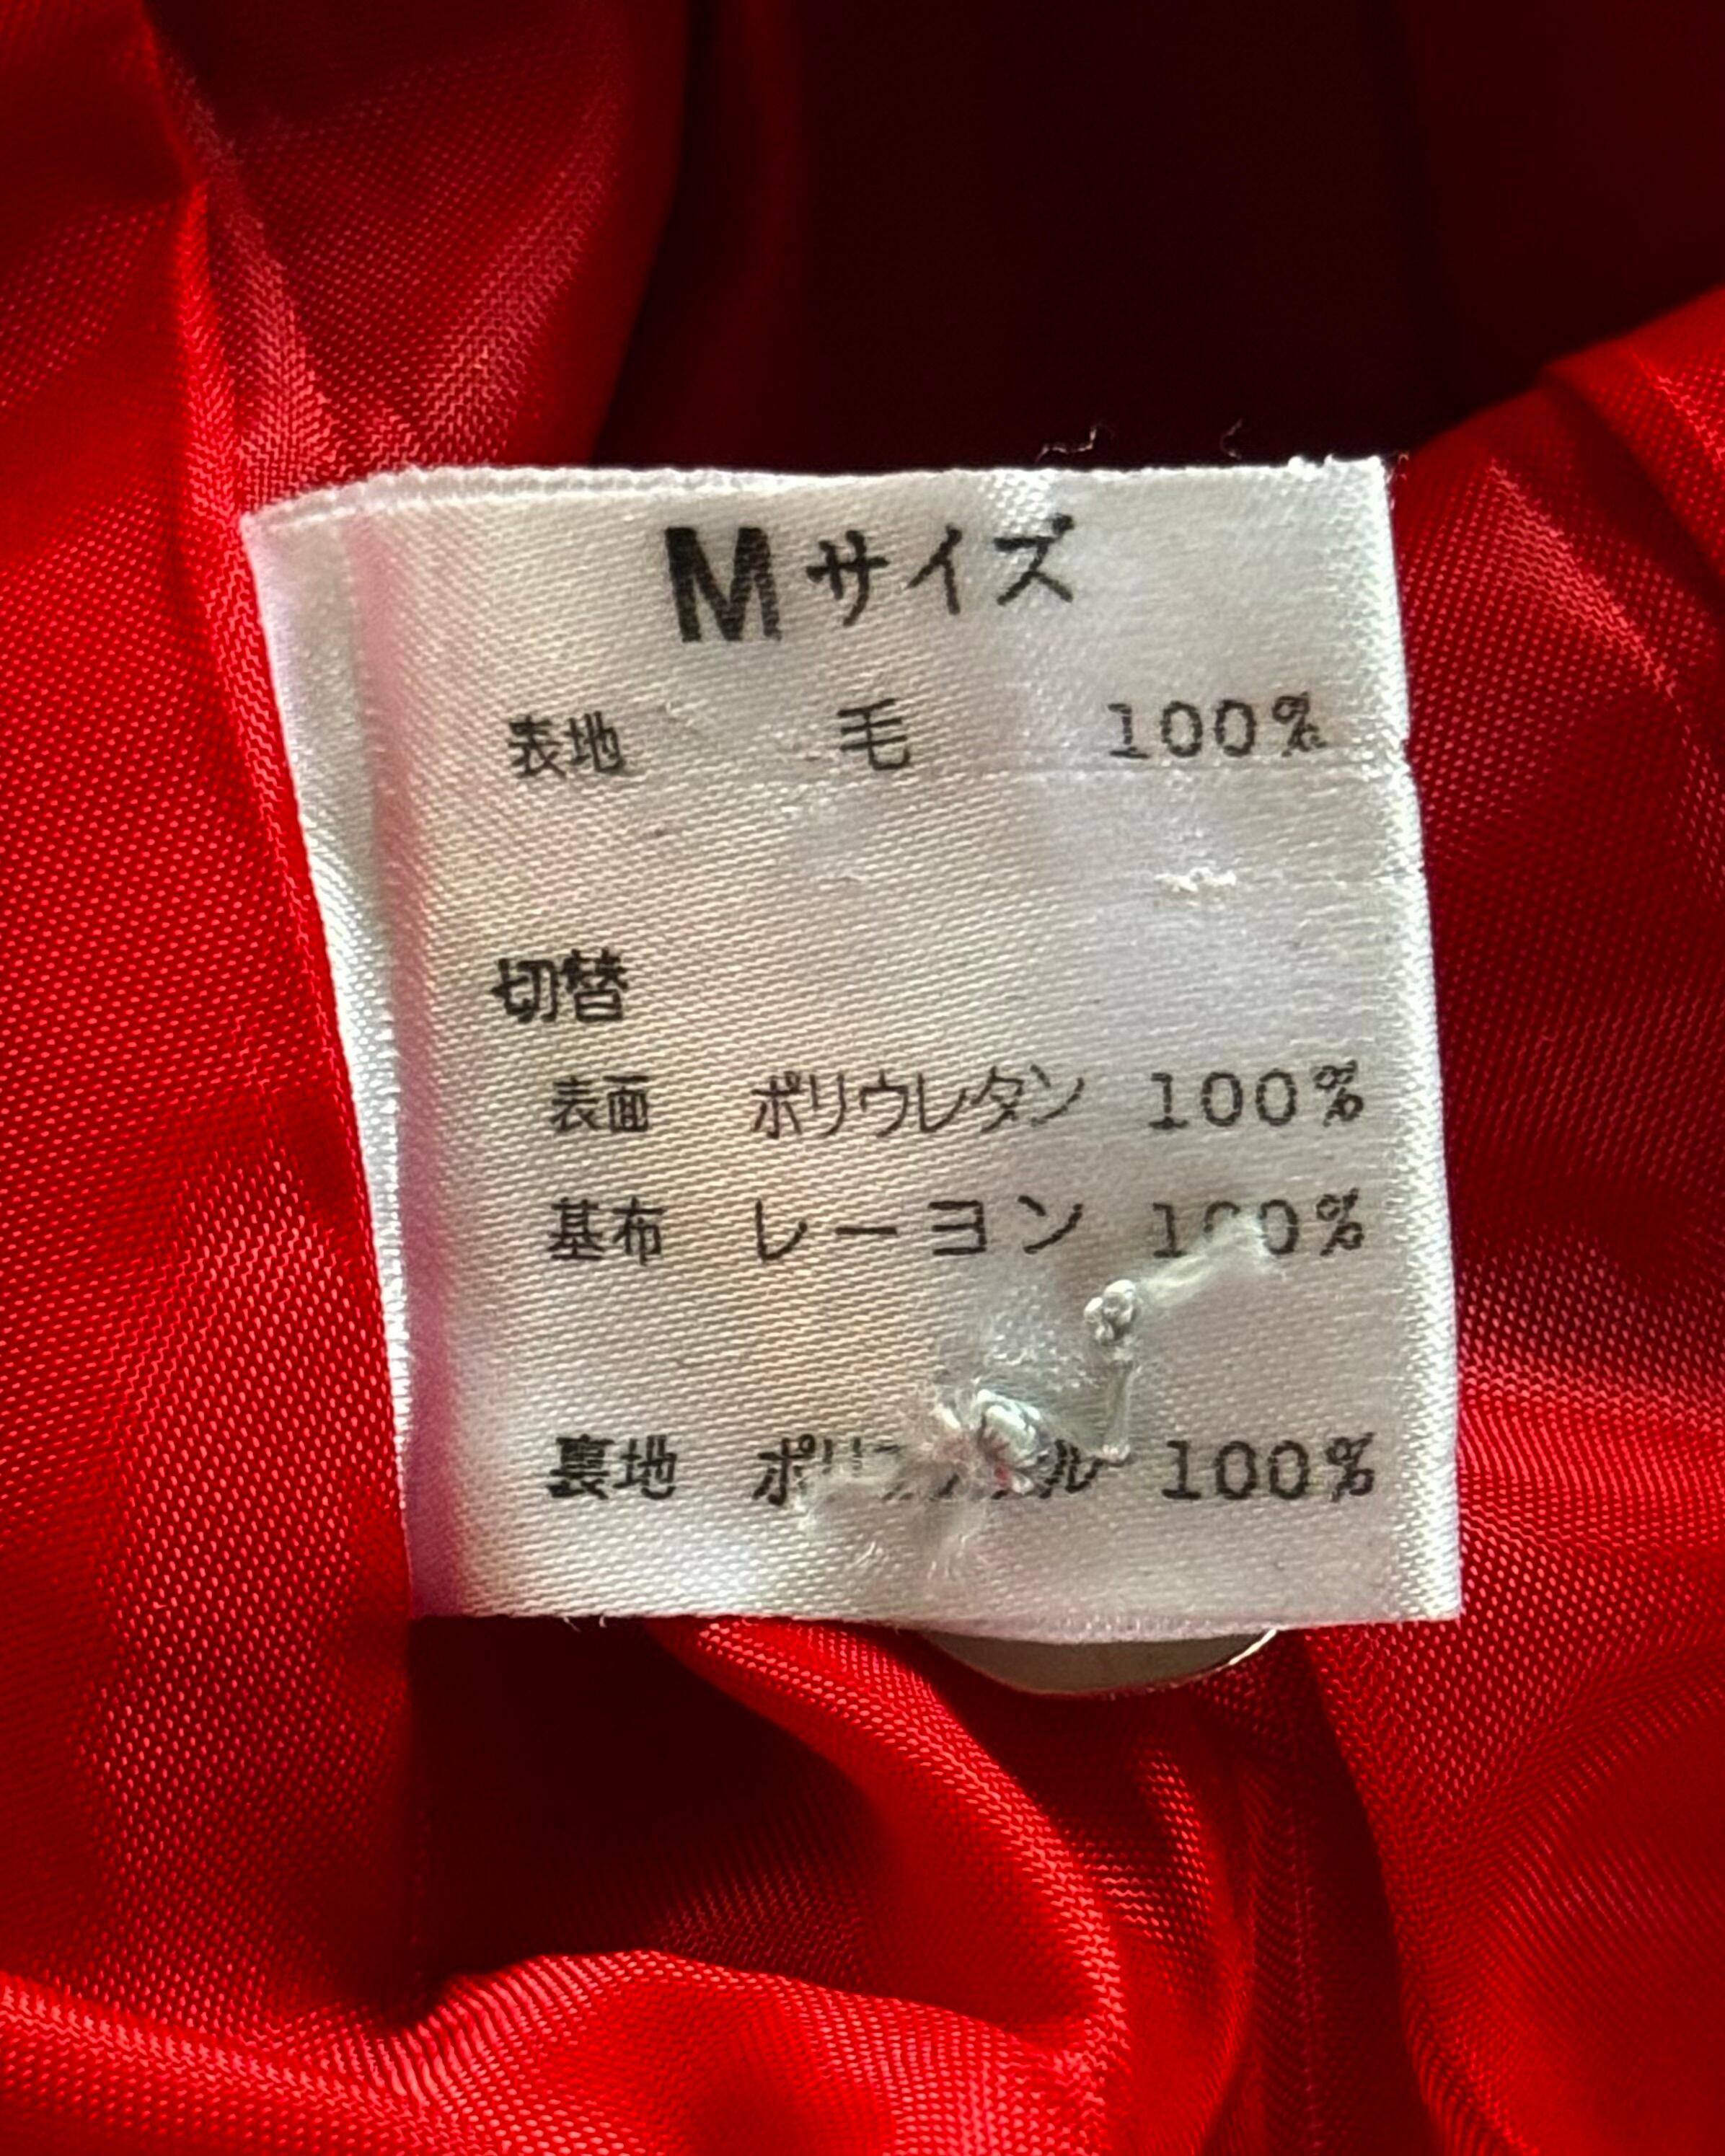 Mサイズ
表地 毛 100%
切替
表面 ポリウレタン 100%
基布 レーヨン 100%
裏地 100%